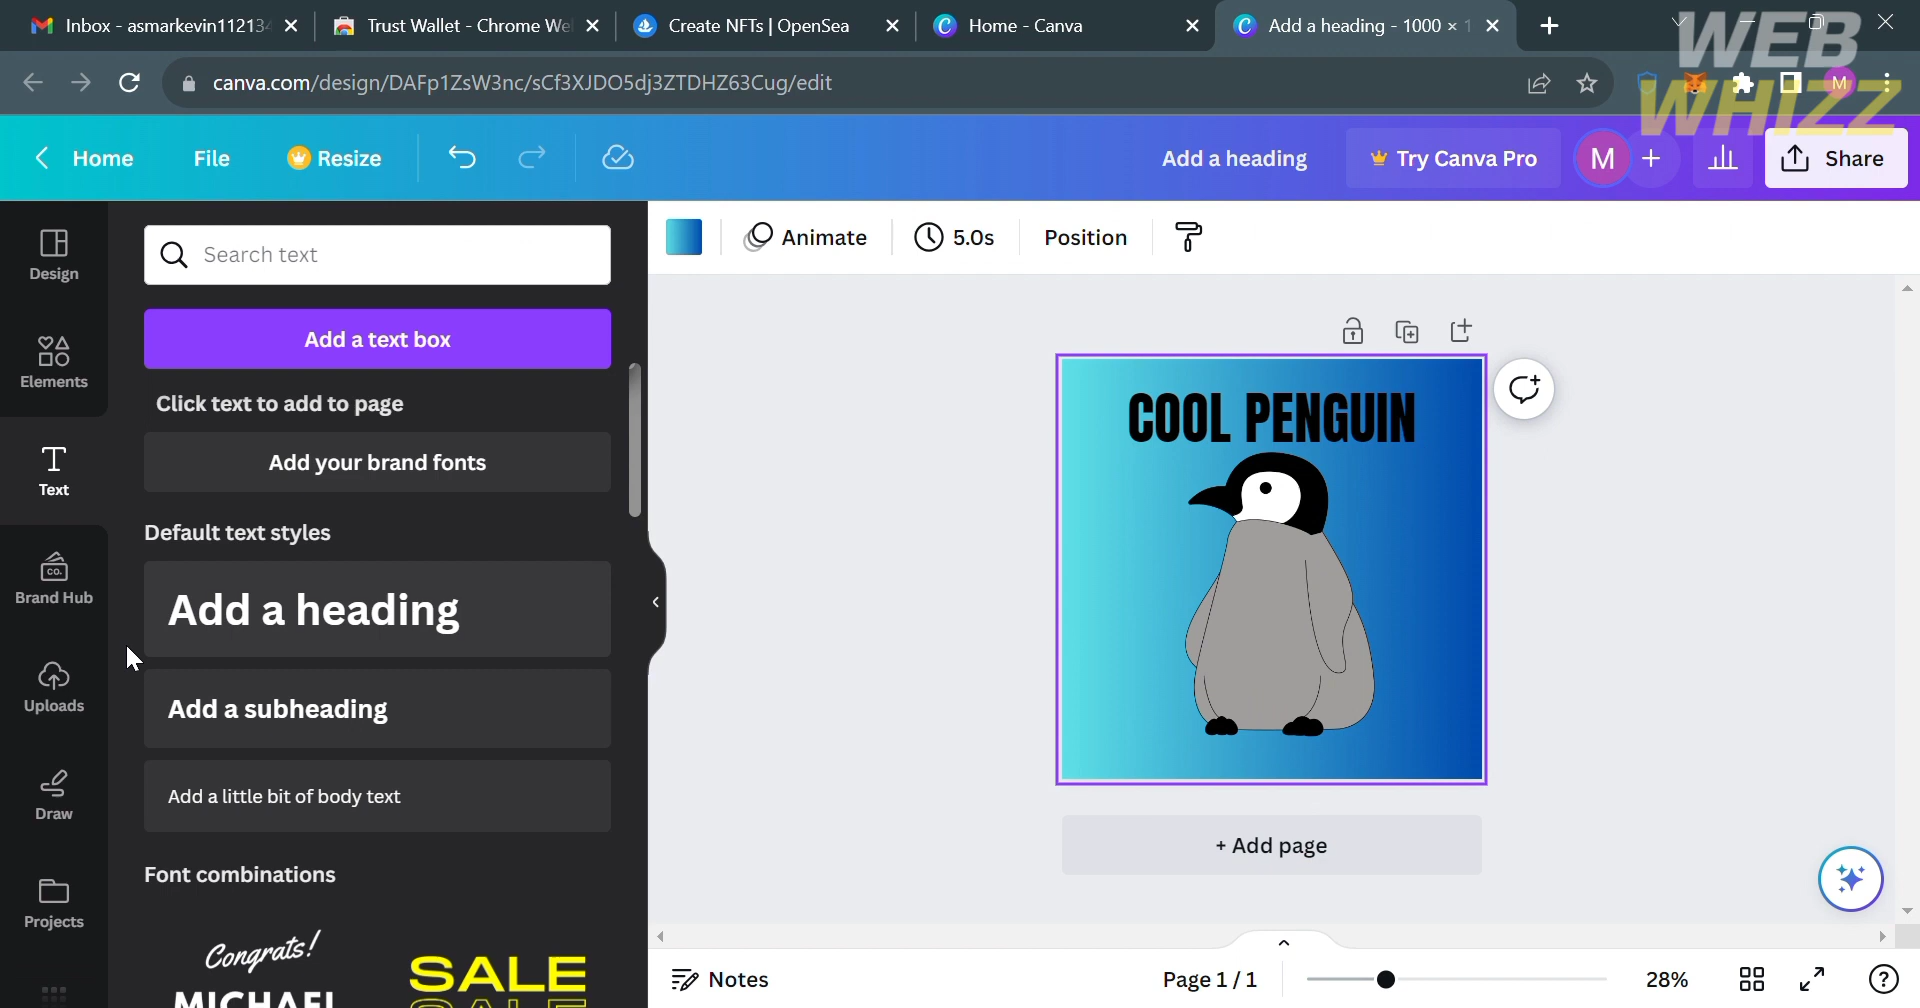 Inbox - asmarkevin112134
Trust Wallet - Chrome We
Create NFTs | OpenSea
Home - Canva
Add a heading - 1000 × 1
WEB
WHIZZ
canva.com/design/DAFp1ZsW3nc/sCf3XJDO5dj3ZTDHZ63Cug/edit
M
Home
File
Resize
Add a heading
Try Canva Pro
M
+
Share
Design
Elements
Text
Brand Hub
CO.
Uploads
Draw
Projects
Search text
Add a text box
Click text to add to page
Add your brand fonts
Default text styles
Add a heading
Add a subheading
Add a little bit of body text
Font combinations
Congrats!
MICHAEL
SALE
SALE
Animate
5.0s
Position
COOL PENGUIN
+ Add page
Notes
Page 1 / 1
28%